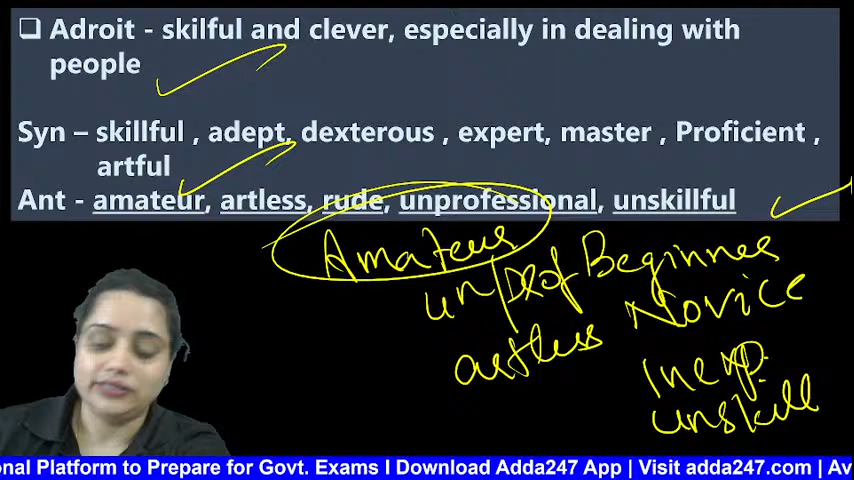 ❑ Adroit - skilful and clever, especially in dealing with
people
Syn – skillful , adept, dexterous , expert, master , Proficient ,
artful
Ant - amateur, artless, rude, unprofessional, unskillful
Amateur
unprof Beginner
artless Novice
Inexp.
unskill
onal Platform to Prepare for Govt. Exams I Download Adda247 App | Visit adda247.com | Av